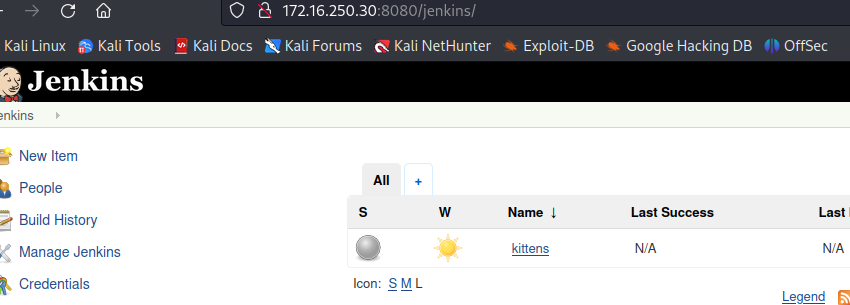 172.16.250.30:8080/jenkins/
Kali Linux Kali Tools Kali Docs Kali Forums Kali NetHunter Exploit-DB Google Hacking DB OffSec
Jenkins
enkins
New Item
People
Build History
Manage Jenkins
Credentials
All +
S W Name ↓ Last Success Last
kittens N/A N/A
Icon: S M L
Legend